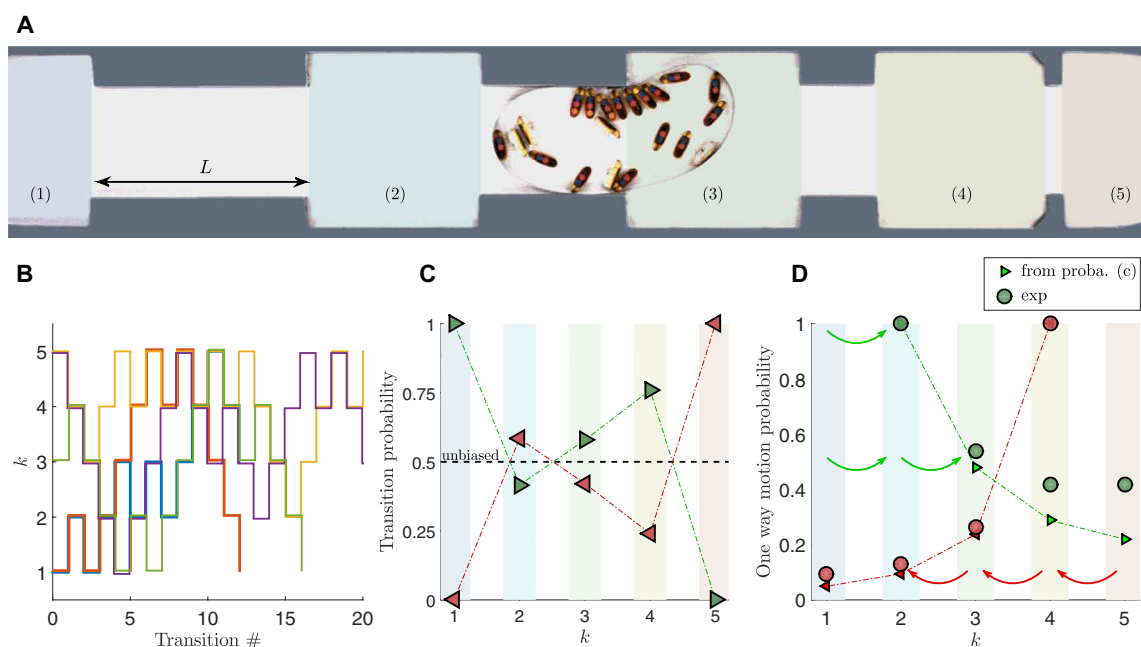 A
L
(1)
(2)
(3)
(4)
(5)
B
k
5
4
3
2
1
0
5
10
15
20
Transition #
C
Transition probability
1
0.75
0.5
0.25
0
unbiased
1
2
3
4
5
k
D
from proba. (c)
exp
One way motion probability
1
0.8
0.6
0.4
0.2
0
1
2
3
4
5
k